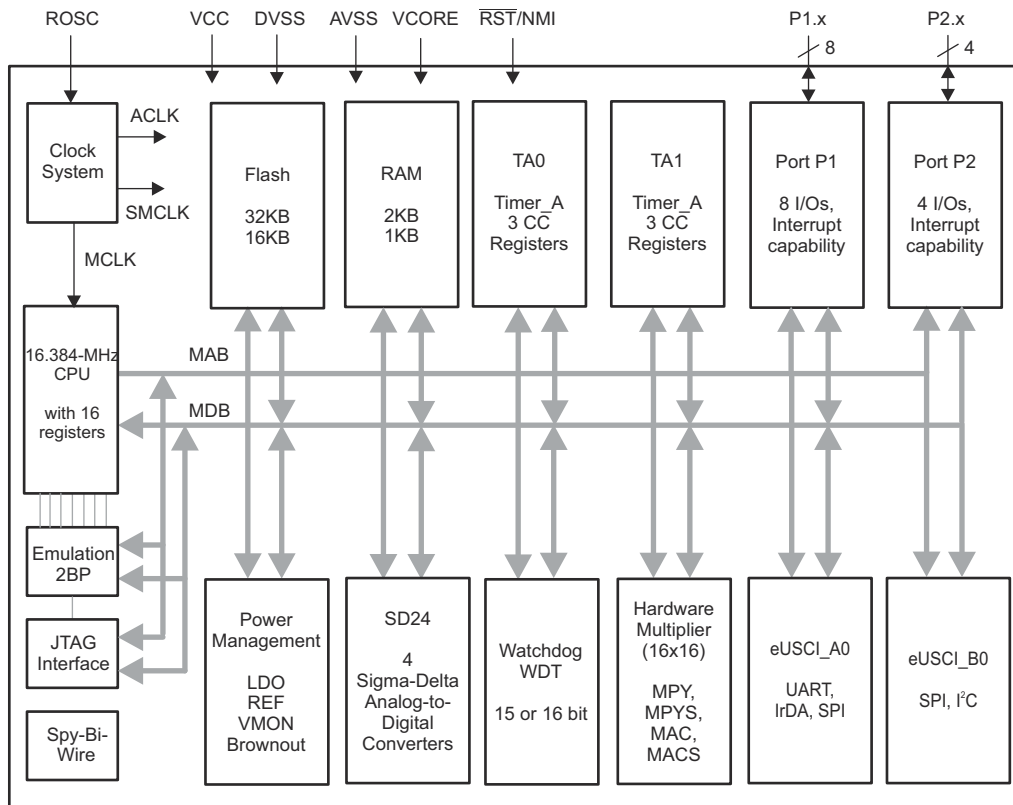 ROSC
VCC
DVSS
AVSS
VCORE
RST/NMI
P1.x
P2.x
8
4
Clock
System
ACLK
SMCLK
MCLK
Flash
32KB
16KB
RAM
2KB
1KB
TA0
Timer_A
3 CC
Registers
TA1
Timer_A
3 CC
Registers
Port P1
8 I/Os,
Interrupt
capability
Port P2
4 I/Os,
Interrupt
capability
16.384-MHz
CPU
with 16
registers
MAB
MDB
Emulation
2BP
JTAG
Interface
Spy-Bi-
Wire
Power
Management
LDO
REF
VMON
Brownout
SD24
4
Sigma-Delta
Analog-to-
Digital
Converters
Watchdog
WDT
15 or 16 bit
Hardware
Multiplier
(16x16)
MPY,
MPYS,
MAC,
MACS
eUSCI_A0
UART,
IrDA, SPI
eUSCI_B0
SPI, I²C